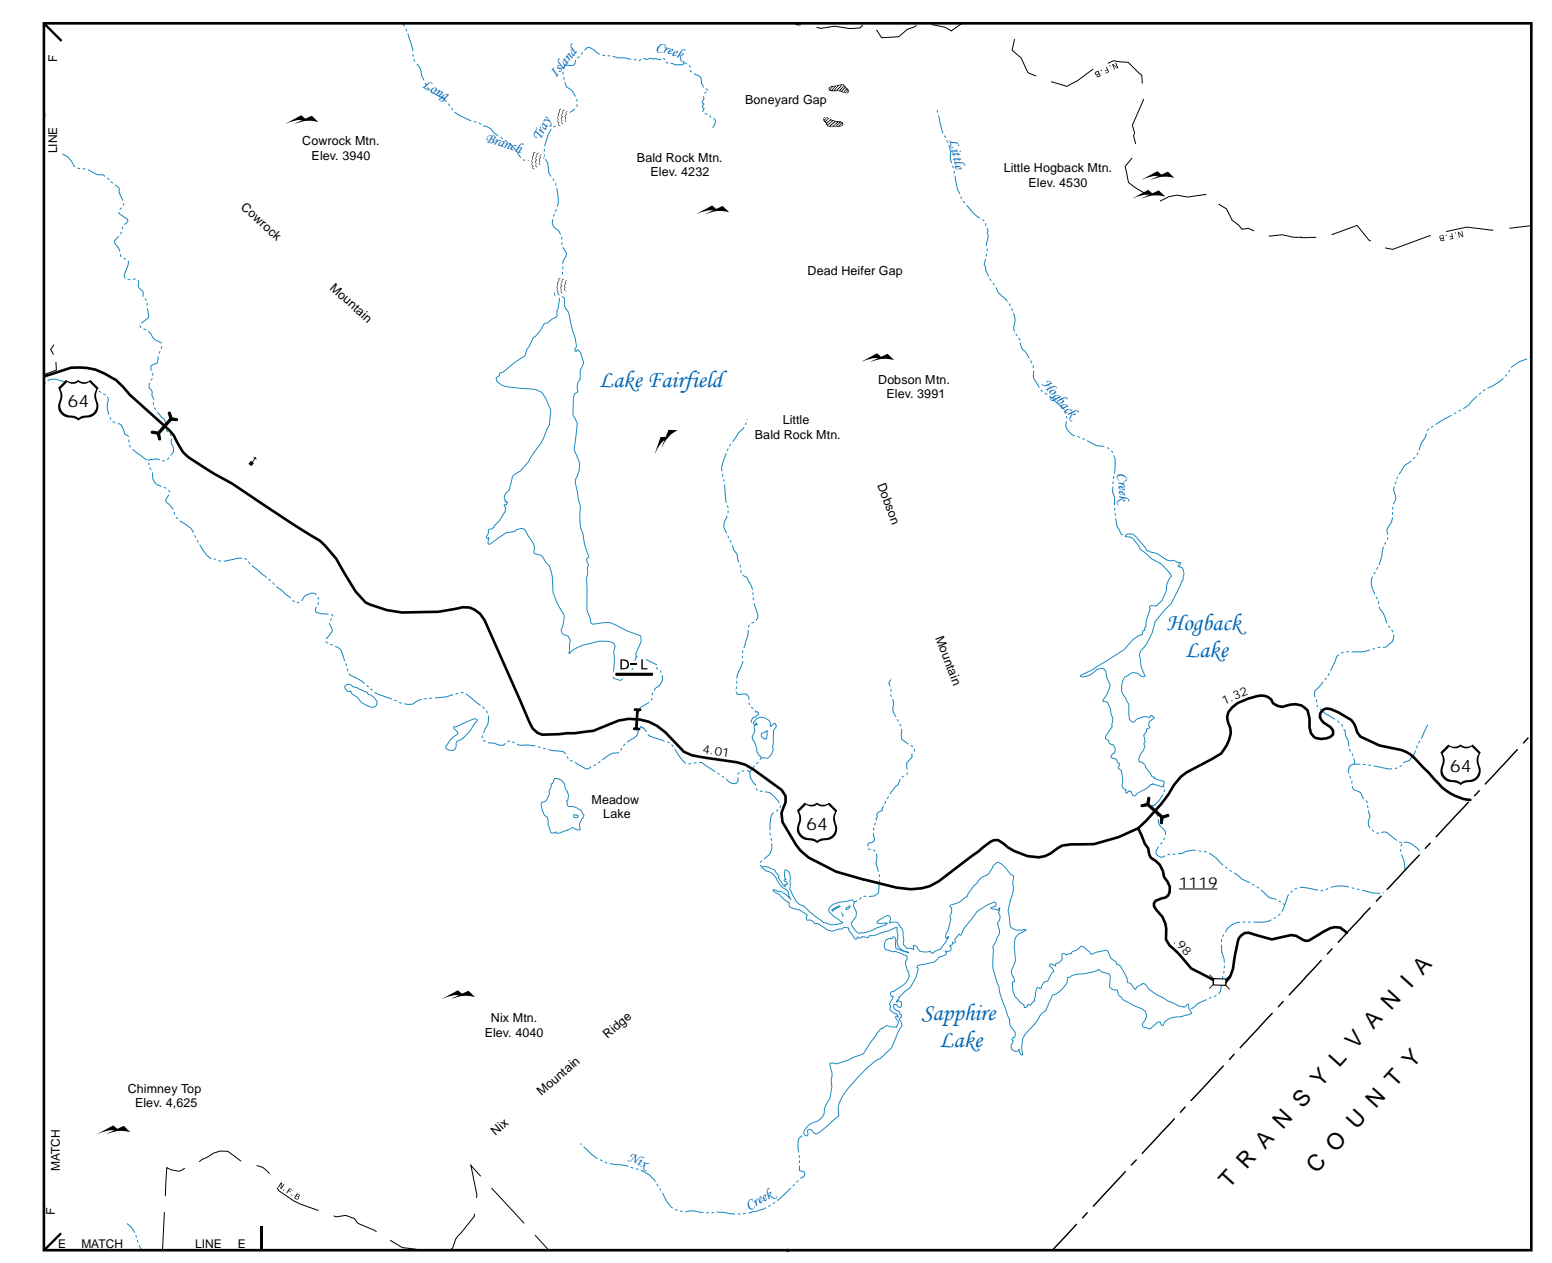 F
LINE
Long
Branch
Tray
Island
Creek
Cowrock Mtn.
Elev. 3940
Bald Rock Mtn.
Elev. 4232
Boneyard Gap
Little
Little Hogback Mtn.
Elev. 4530
N.F.B
N.F.B
Cowrock
Mountain
Dead Heifer Gap
64
Lake Fairfield
Dobson Mtn.
Elev. 3991
Hogback
Little
Bald Rock Mtn.
Creek
Dobson
Mountain
Hogback
Lake
D-L
1.32
4.01
64
64
Meadow
Lake
1119
.98
Sapphire
Lake
Nix Mtn.
Elev. 4040
Nix
Mountain
Ridge
TRANSYLVANIA
COUNTY
Chimney Top
Elev. 4,625
MATCH
F
N.F.B
Nix
Creek
E MATCH LINE E